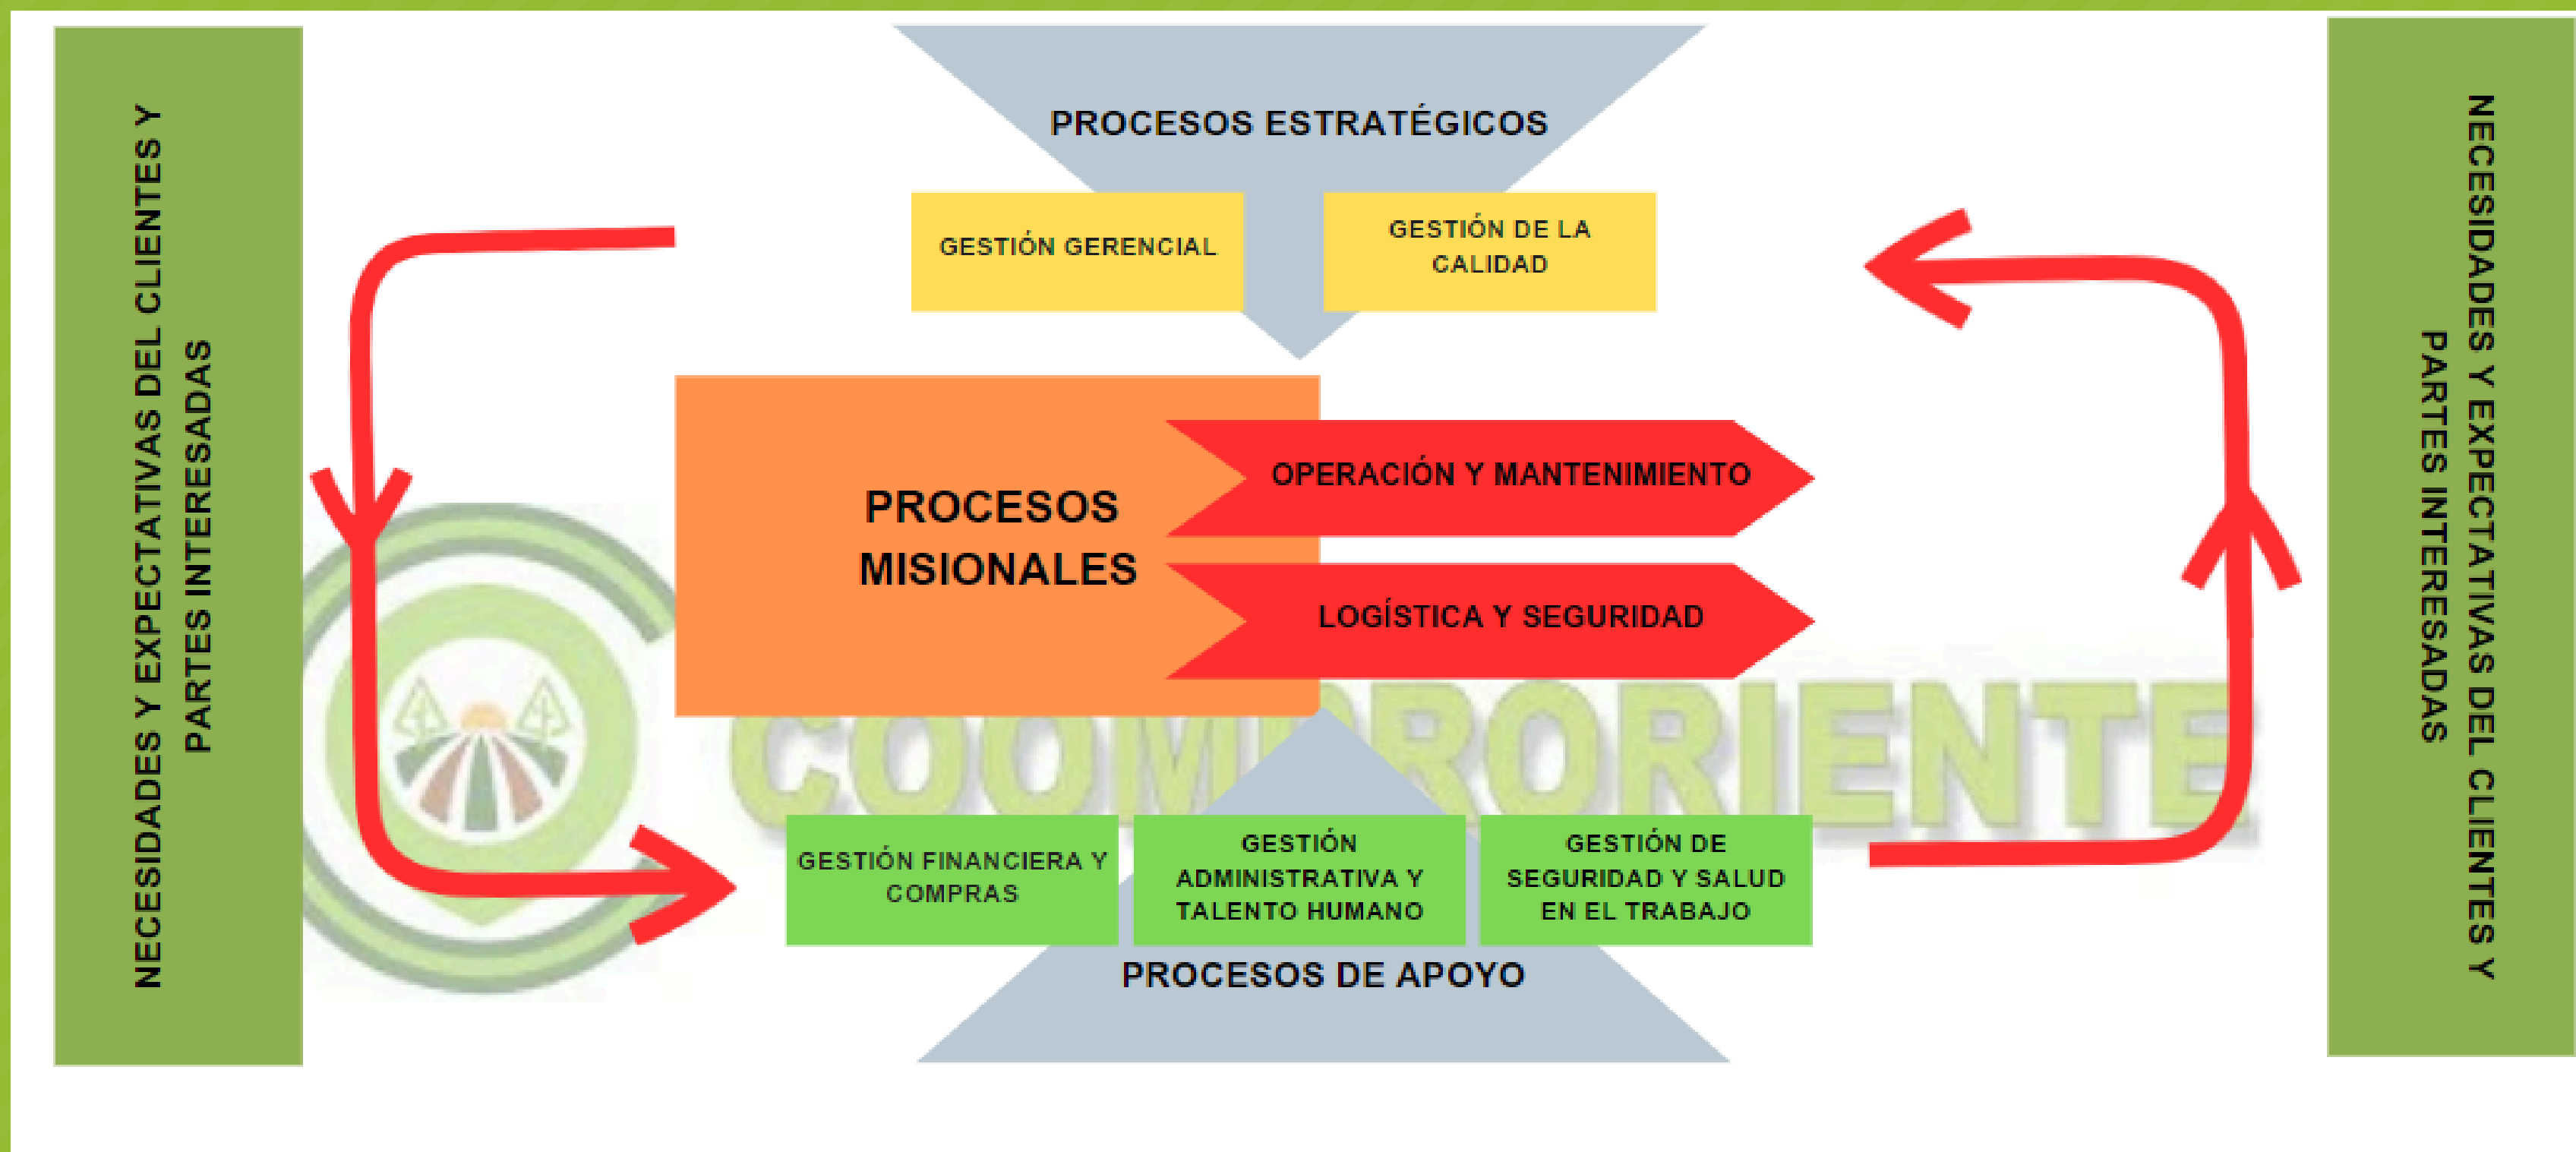 NECESIDADES Y EXPECTATIVAS DEL CLIENTES Y
PARTES INTERESADAS
PROCESOS ESTRATÉGICOS
GESTIÓN GERENCIAL
GESTIÓN DE LA
CALIDAD
PROCESOS
MISIONALES
OPERACIÓN Y MANTENIMIENTO
LOGÍSTICA Y SEGURIDAD
GESTIÓN FINANCIERA Y
COMPRAS
GESTIÓN
ADMINISTRATIVA Y
TALENTO HUMANO
GESTIÓN DE
SEGURIDAD Y SALUD
EN EL TRABAJO
PROCESOS DE APOYO
NECESIDADES Y EXPECTATIVAS DEL CLIENTES Y
PARTES INTERESADAS